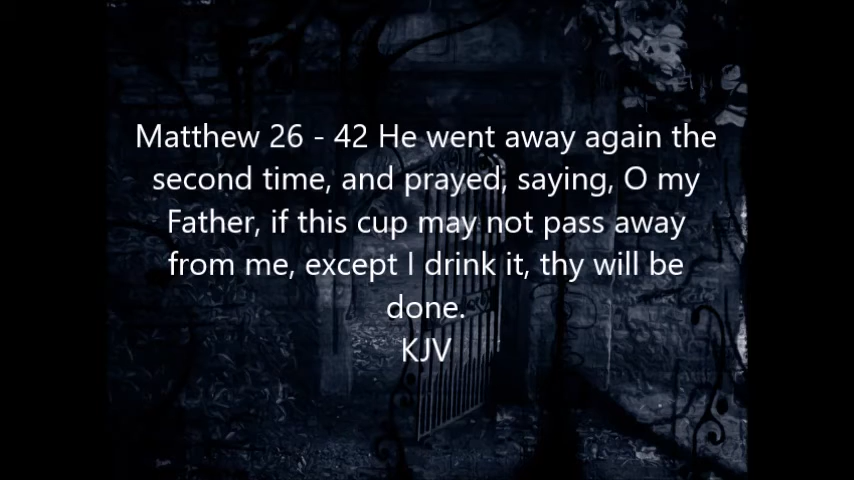 Matthew 26 - 42 He went away again the
second time, and prayed, saying, O my
Father, if this cup may not pass away
from me, except I drink it, thy will be
done.
KJV